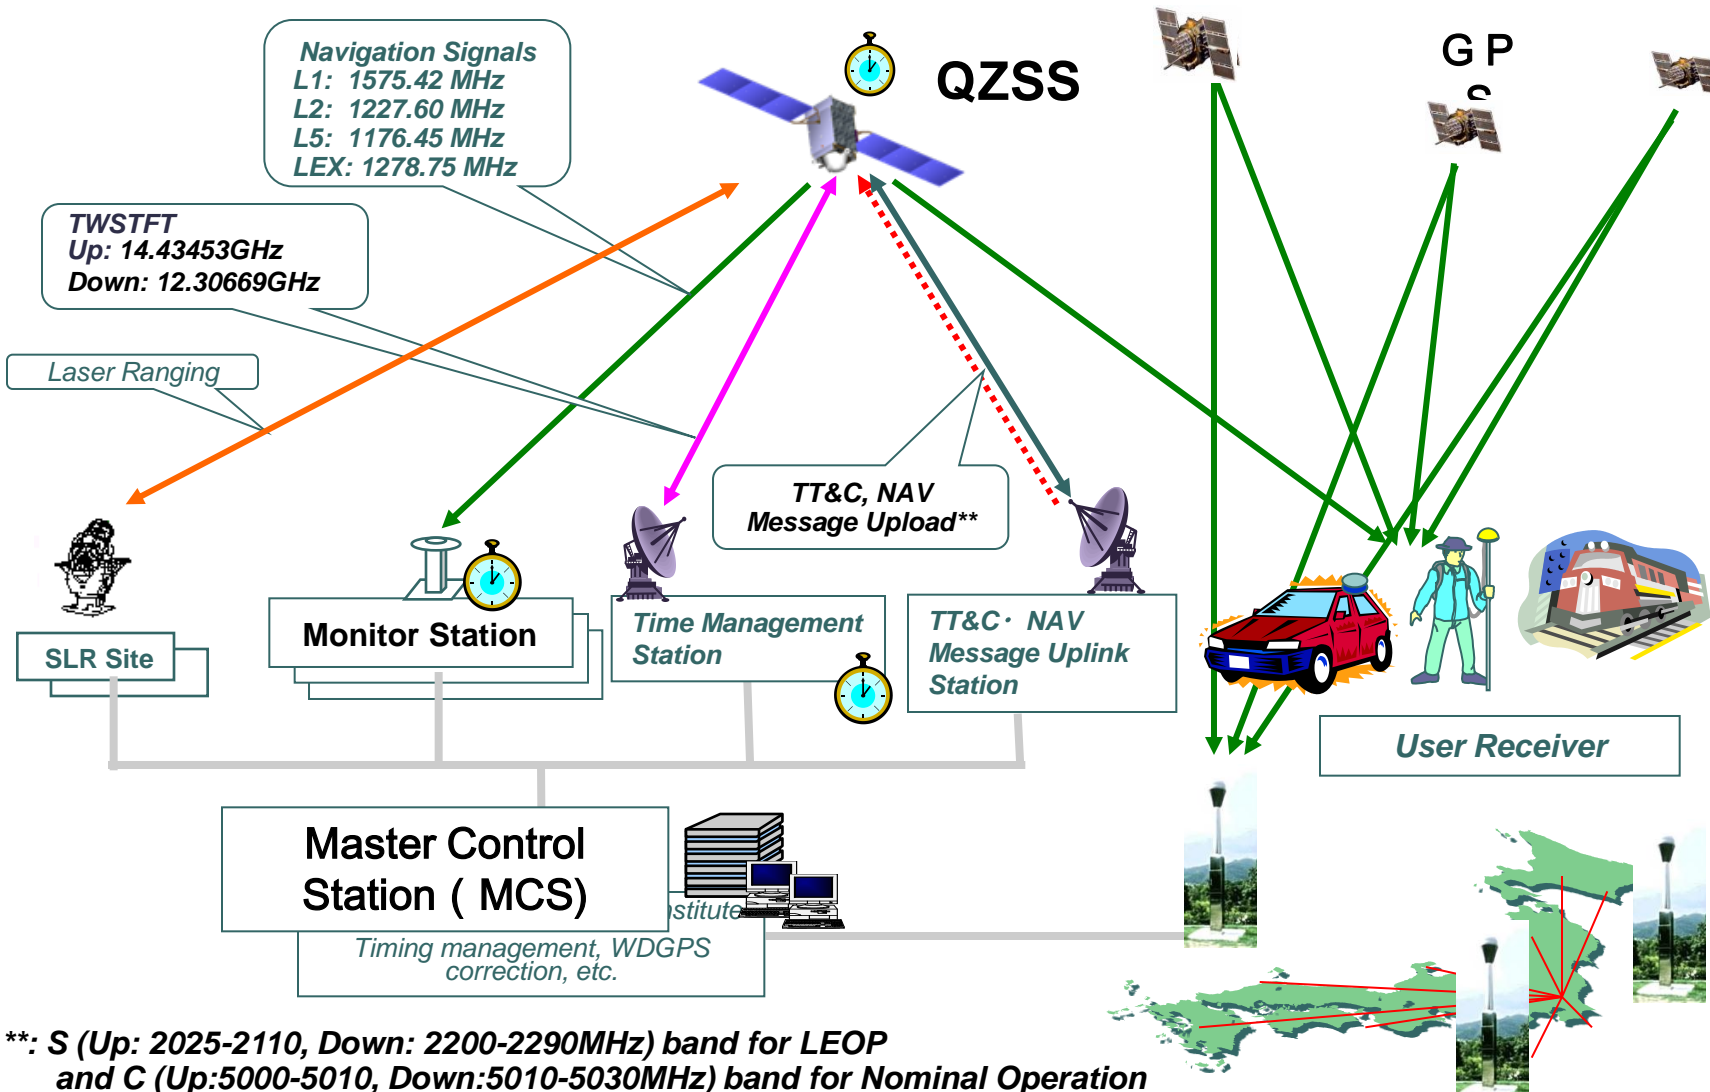 Navigation Signals
L1: 1575.42 MHz
L2: 1227.60 MHz
L5: 1176.45 MHz
LEX: 1278.75 MHz
QZSS
G P
S
TWSTFT
Up: 14.43453GHz
Down: 12.30669GHz
Laser Ranging
TT&C, NAV
Message Upload**
SLR Site
Monitor Station
Time Management
Station
TT&C・ NAV
Message Uplink
Station
User Receiver
Master Control
Station ( MCS)
nstitute
Timing management, WDGPS
correction, etc.
**: S (Up: 2025-2110, Down: 2200-2290MHz) band for LEOP
and C (Up:5000-5010, Down:5010-5030MHz) band for Nominal Operation